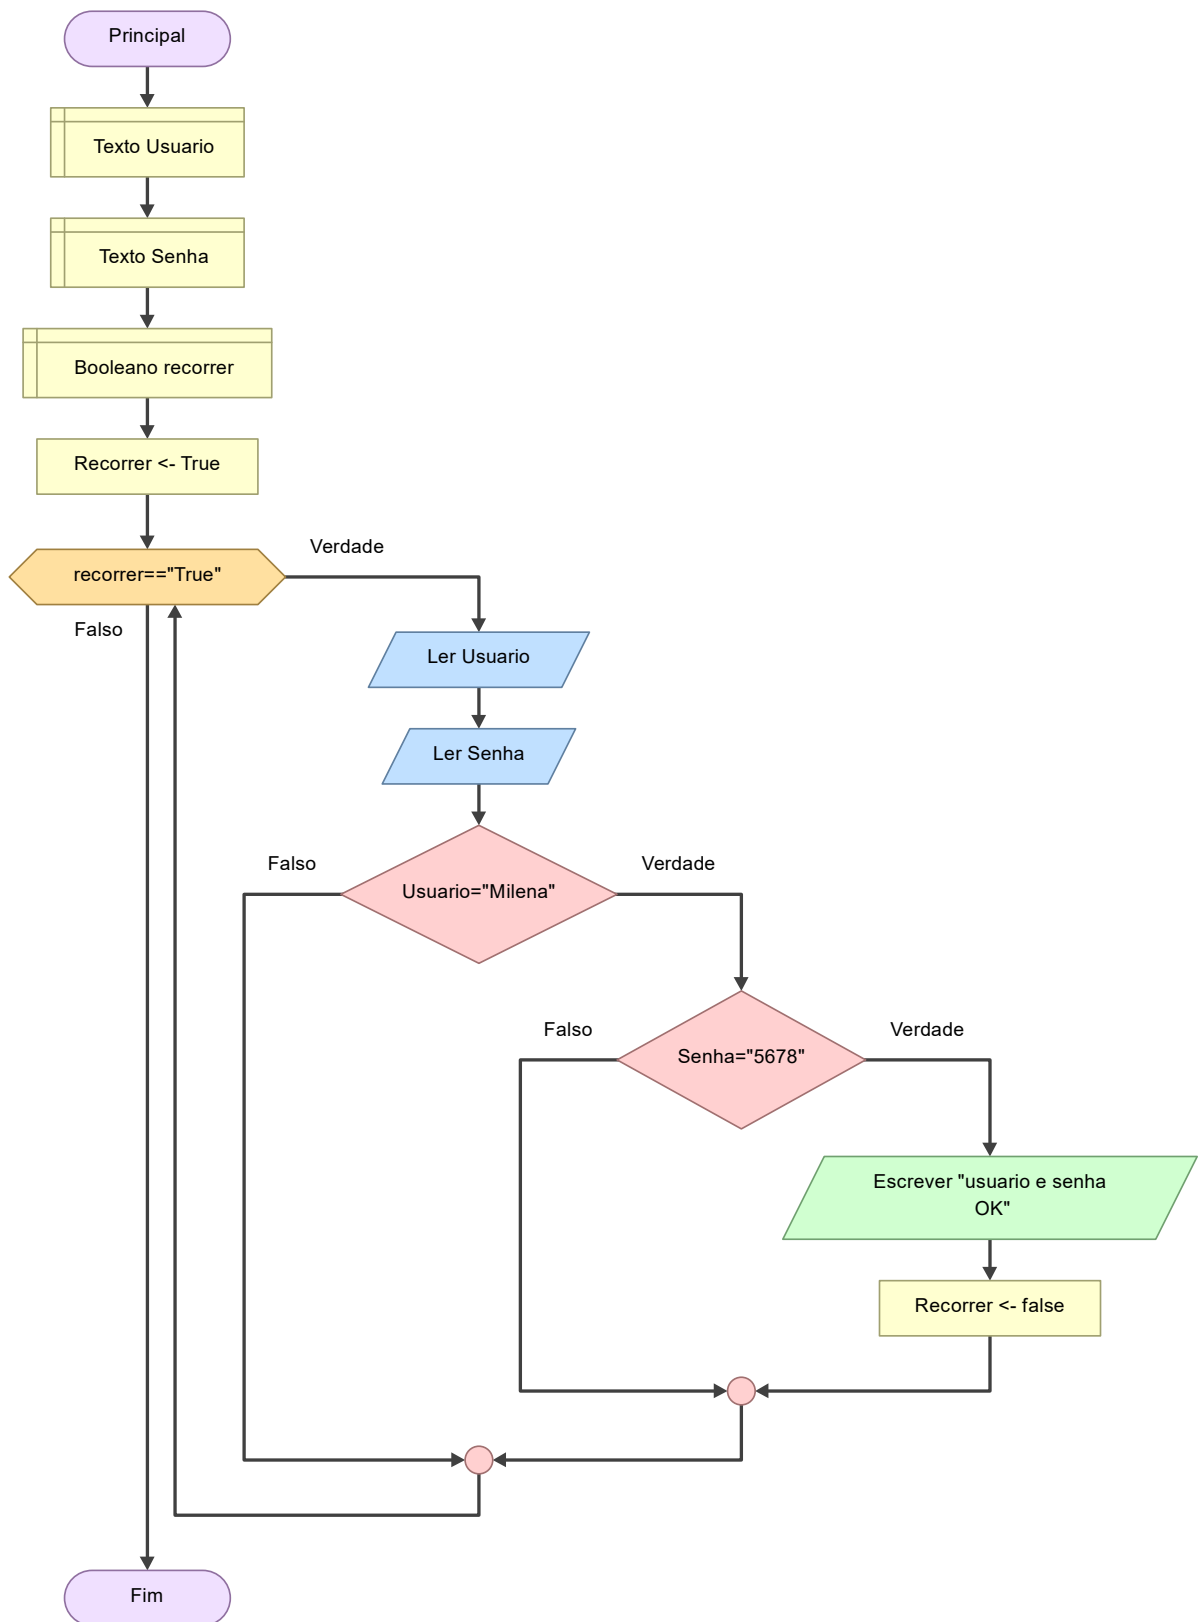 Principal
Texto Usuario
Texto Senha
Booleano recorrer
Recorrer <- True
Verdade
recorrer=="True"
Falso
Ler Usuario
Ler Senha
Falso
Verdade
Usuario="Milena"
Falso
Verdade
Senha="5678"
Escrever "usuario e senha
OK"
Recorrer <- false
Fim